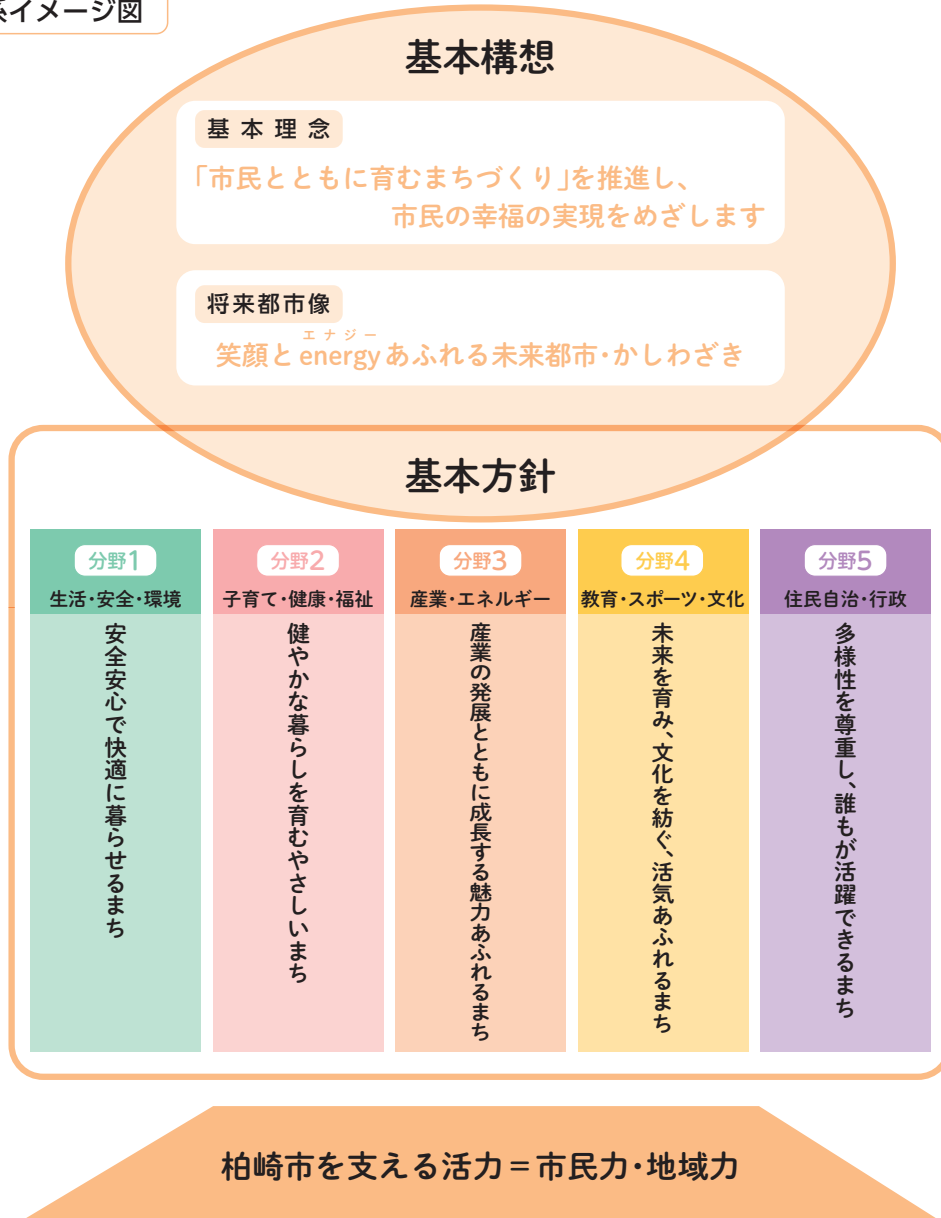 系イメージ図
基本構想
基本理念
「市民とともに育むまちづくり」を推進し、
市民の幸福の実現をめざします
将来都市像
エナジー
笑顔とenergyあふれる未来都市・かしわざき
基本方針
分野1
生活・安全・環境
安全安心で快適に暮らせるまち
分野2
子育て・健康・福祉
健やかな暮らしを育むやさしいまち
分野3
産業・エネルギー
産業の発展とともに成長する魅力あふれるまち
分野4
教育・スポーツ・文化
未来を育み、文化を紡ぐ、活気あふれるまち
分野5
住民自治・行政
多様性を尊重し、誰もが活躍できるまち
柏崎市を支える活力＝市民力・地域力